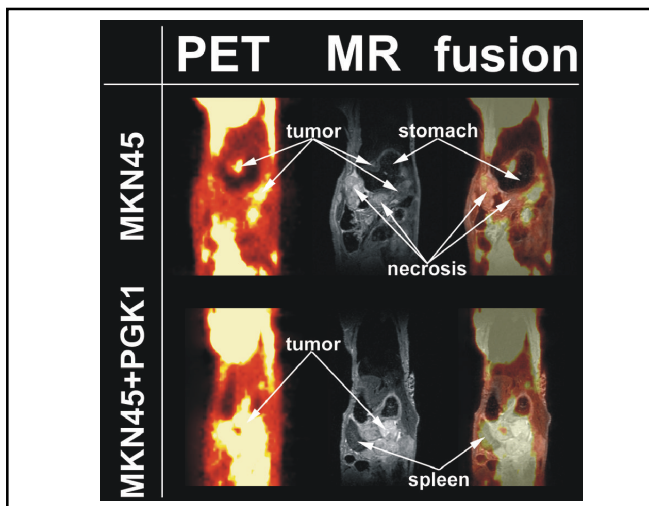 PET MR fusion
MKN45
tumor
stomach
necrosis
MKN45+PGK1
tumor
spleen